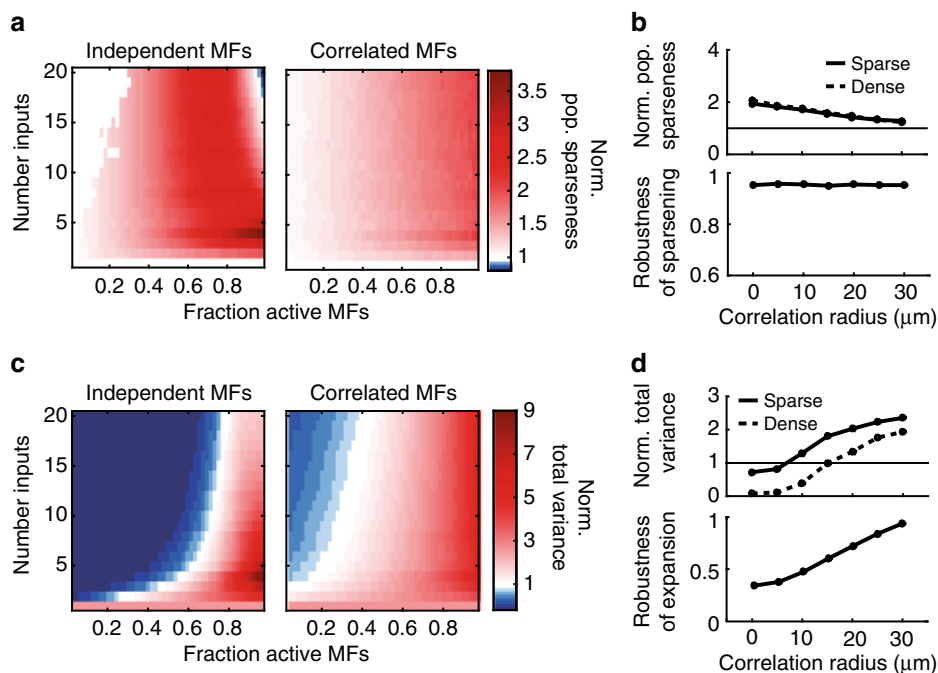 a
Independent MFs
Correlated MFs
Number inputs
20
15
10
5
0.2 0.4 0.6 0.8
0.2 0.4 0.6 0.8
Fraction active MFs
3.5
3
2.5
2
1.5
1
Norm.
pop. sparseness
b
Norm. pop.
sparseness
4
2
0
Sparse
Dense
Robustness
of sparsening
1
0.8
0.6
0 10 20 30
Correlation radius (μm)
c
Independent MFs
Correlated MFs
Number inputs
20
15
10
5
0.2 0.4 0.6 0.8
0.2 0.4 0.6 0.8
Fraction active MFs
9
7
5
3
1
Norm.
total variance
d
Norm. total
variance
3
2
1
0
Sparse
Dense
Robustness
of expansion
1
0.5
0
0 10 20 30
Correlation radius (μm)